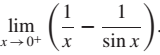 lim x→0⁺ (1/x − 1/sin x).